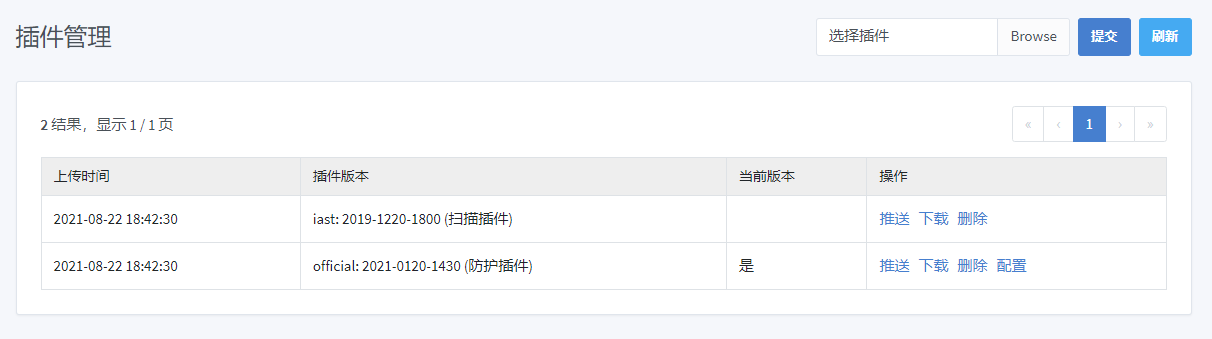 插件管理
选择插件 Browse 提交 刷新
2 结果，显示 1 / 1 页
« ‹ 1 › »
上传时间 插件版本 当前版本 操作
2021-08-22 18:42:30 iast: 2019-1220-1800 (扫描插件) 推送 下载 删除
2021-08-22 18:42:30 official: 2021-0120-1430 (防护插件) 是 推送 下载 删除 配置